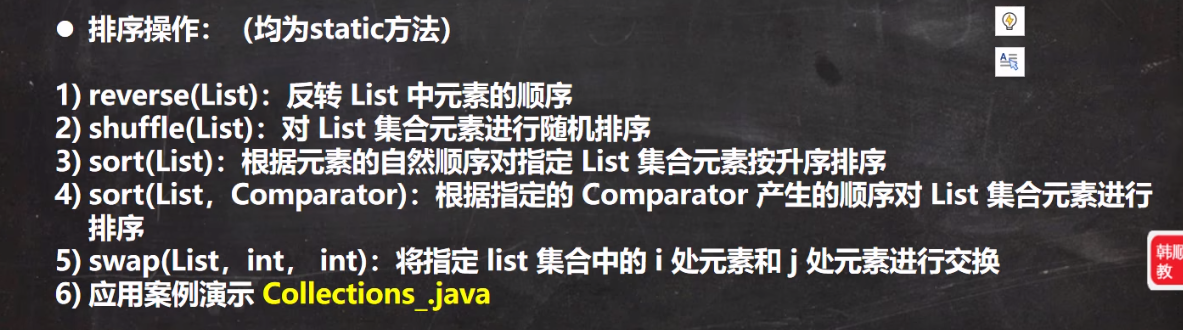 ● 排序操作：（均为static方法）
1) reverse(List)：反转 List 中元素的顺序
2) shuffle(List)：对 List 集合元素进行随机排序
3) sort(List)：根据元素的自然顺序对指定 List 集合元素按升序排序
4) sort(List，Comparator)：根据指定的 Comparator 产生的顺序对 List 集合元素进行
排序
5) swap(List，int， int)：将指定 list 集合中的 i 处元素和 j 处元素进行交换
韩顺
教
6) 应用案例演示 Collections_.java